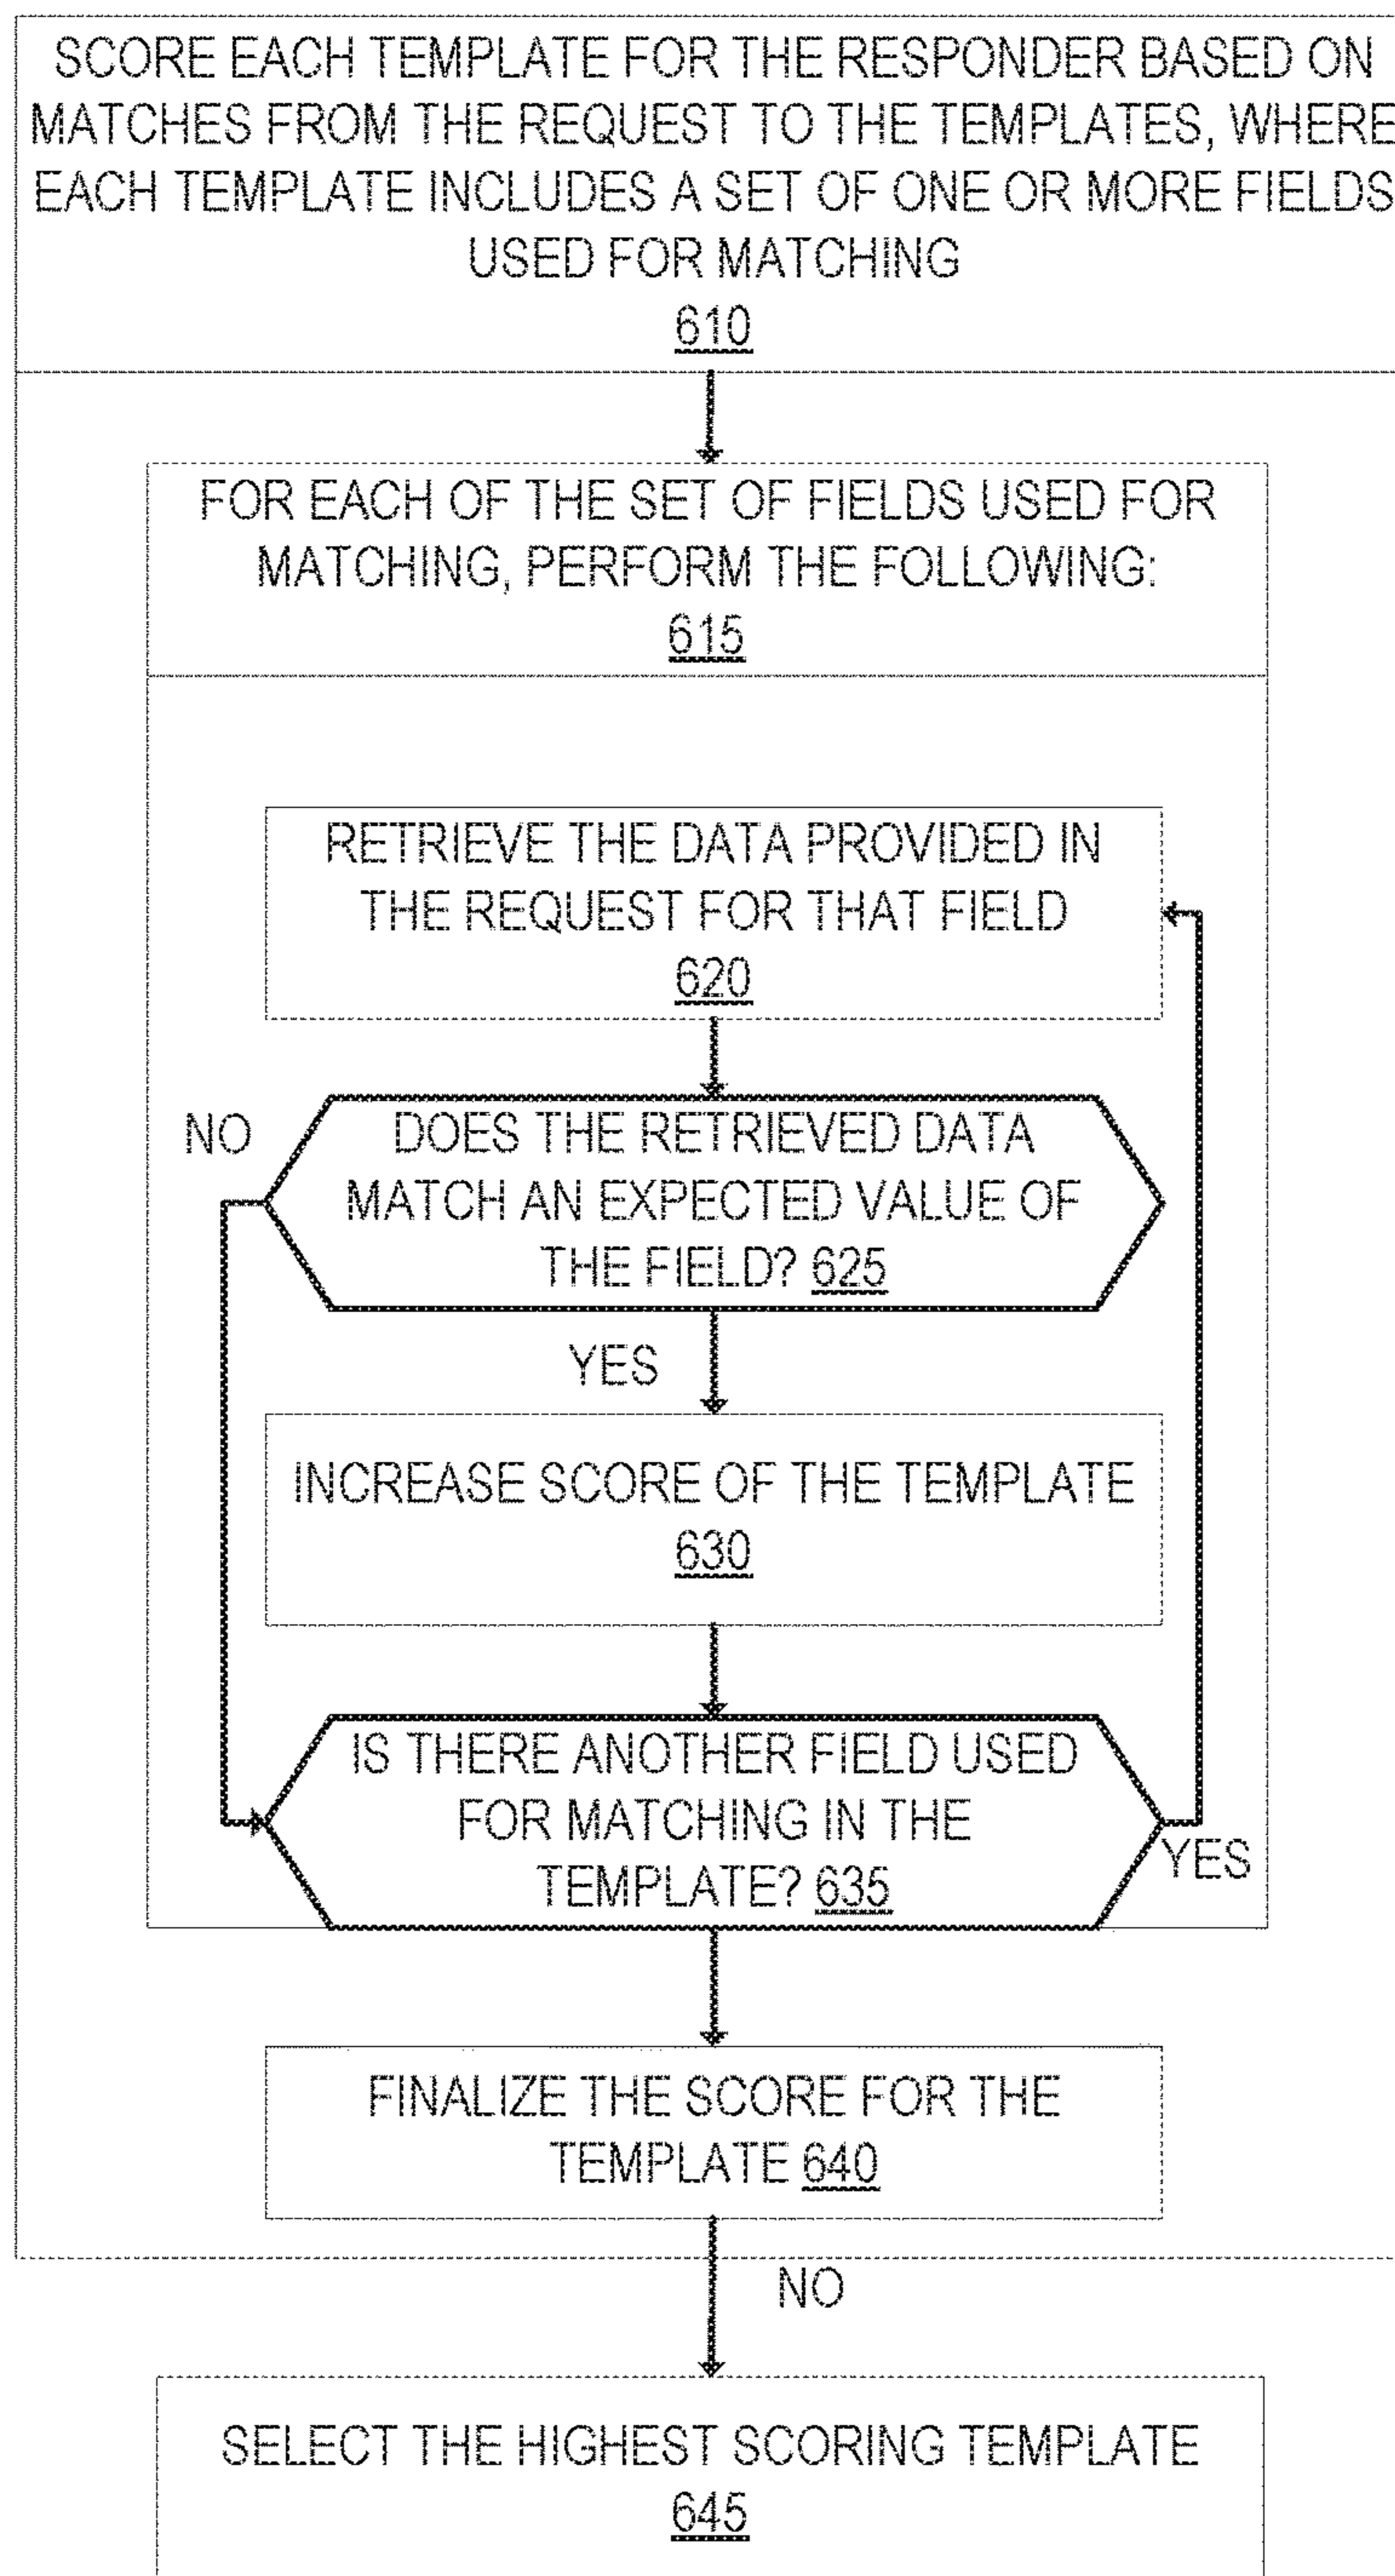 SCORE EACH TEMPLATE FOR THE RESPONDER BASED ON
MATCHES FROM THE REQUEST TO THE TEMPLATES, WHERE
EACH TEMPLATE INCLUDES A SET OF ONE OR MORE FIELDS
USED FOR MATCHING
610
FOR EACH OF THE SET OF FIELDS USED FOR
MATCHING, PERFORM THE FOLLOWING:
615
RETRIEVE THE DATA PROVIDED IN
THE REQUEST FOR THAT FIELD
620
NO
DOES THE RETRIEVED DATA
MATCH AN EXPECTED VALUE OF
THE FIELD? 625
YES
INCREASE SCORE OF THE TEMPLATE
630
IS THERE ANOTHER FIELD USED
FOR MATCHING IN THE
TEMPLATE? 635
YES
FINALIZE THE SCORE FOR THE
TEMPLATE 640
NO
SELECT THE HIGHEST SCORING TEMPLATE
645